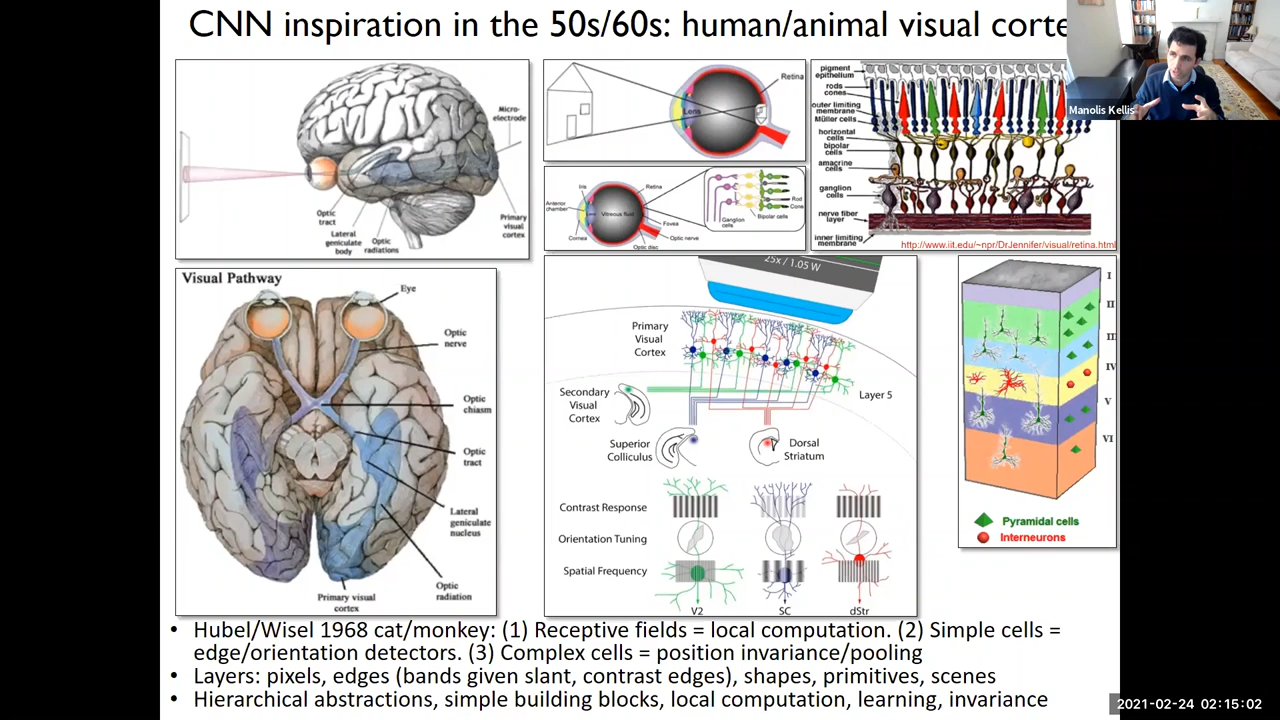 CNN inspiration in the 50s/60s: human/animal visual corte
Manolis Kellis
Micro-
electrode
Optic
tract
Lateral
geniculate
body
Optic
radiations
Primary
visual
cortex
Retina
Lens
Iris
Retina
Anterior
chamber
Vitreous fluid
Cornea
Fovea
Optic nerve
Optic disc
Ganglion
cells
Bipolar cells
Rod
Cone
pigment
epithelium
rods
cones
outer limiting
membrane
Müller cells
horizontal
cells
bipolar
cells
amacrine
cells
ganglion
cells
nerve fiber
layer
inner limiting
membrane
http://www.iit.edu/~npr/DrJennifer/visual/retina.html
Visual Pathway
Eye
Optic
nerve
Optic
chiasm
Optic
tract
Lateral
geniculate
nucleus
Optic
radiation
Primary visual
cortex
25x / 1.05 W
Primary
Visual
Cortex
Layer 5
Secondary
Visual
Cortex
Superior
Colliculus
Dorsal
Striatum
Contrast Response
Orientation Tuning
Spatial Frequency
V2
SC
dStr
I
II
III
IV
V
VI
Pyramidal cells
Interneurons
• Hubel/Wisel 1968 cat/monkey: (1) Receptive fields = local computation. (2) Simple cells =
edge/orientation detectors. (3) Complex cells = position invariance/pooling
• Layers: pixels, edges (bands given slant, contrast edges), shapes, primitives, scenes
• Hierarchical abstractions, simple building blocks, local computation, learning, invariance
2021-02-24 02:15:02